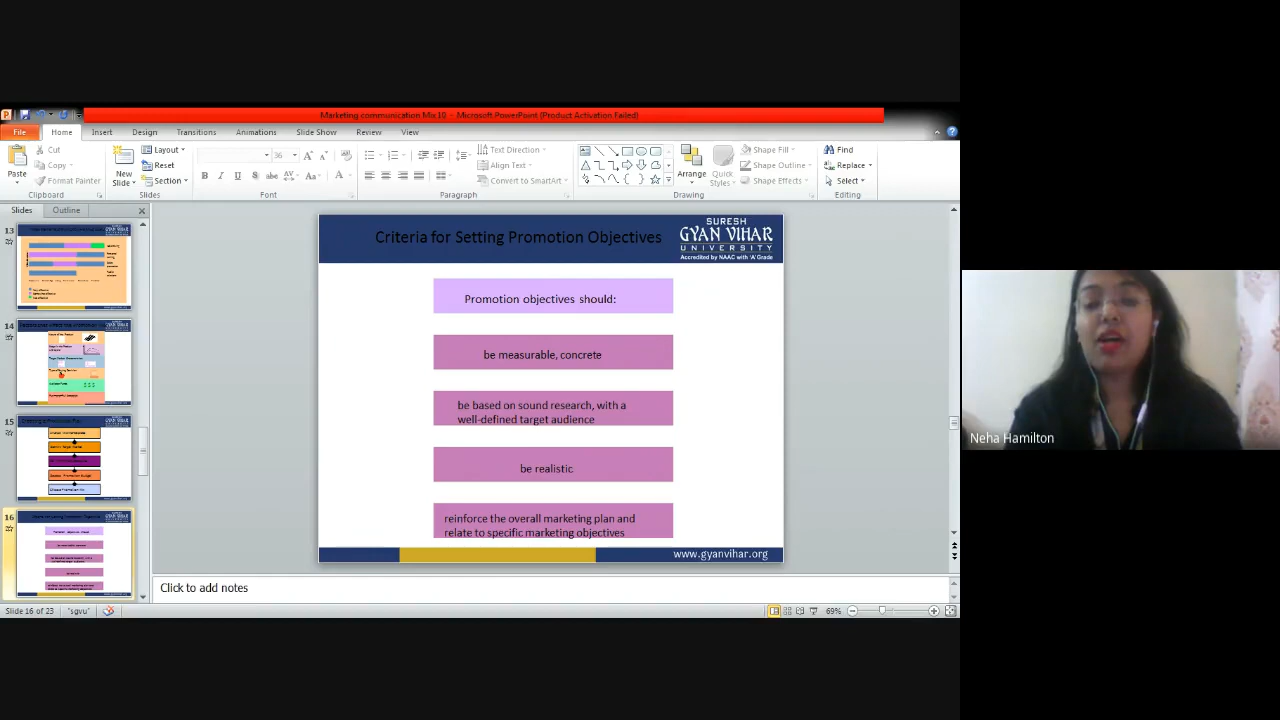 Marketing communication Mix 10 - Microsoft PowerPoint (Product Activation Failed)
File Home Insert Design Transitions Animations Slide Show Review View
Cut
Copy
Format Painter
Paste
Clipboard
New
Slide
Layout
Reset
Section
Slides
36
Font
Paragraph
Text Direction
Align Text
Convert to SmartArt
Arrange
Quick
Styles
Shape Fill
Shape Outline
Shape Effects
Drawing
Find
Replace
Select
Editing
Slides Outline
13
14
15
16
Criteria for Setting Promotion Objectives
SURESH
GYAN VIHAR
UNIVERSITY
Accredited by NAAC with 'A' Grade
Promotion objectives should:
be measurable, concrete
be based on sound research, with a
well-defined target audience
be realistic
reinforce the overall marketing plan and
relate to specific marketing objectives
www.gyanvihar.org
Click to add notes
Slide 16 of 23 "sgvu" 69%
Neha Hamilton